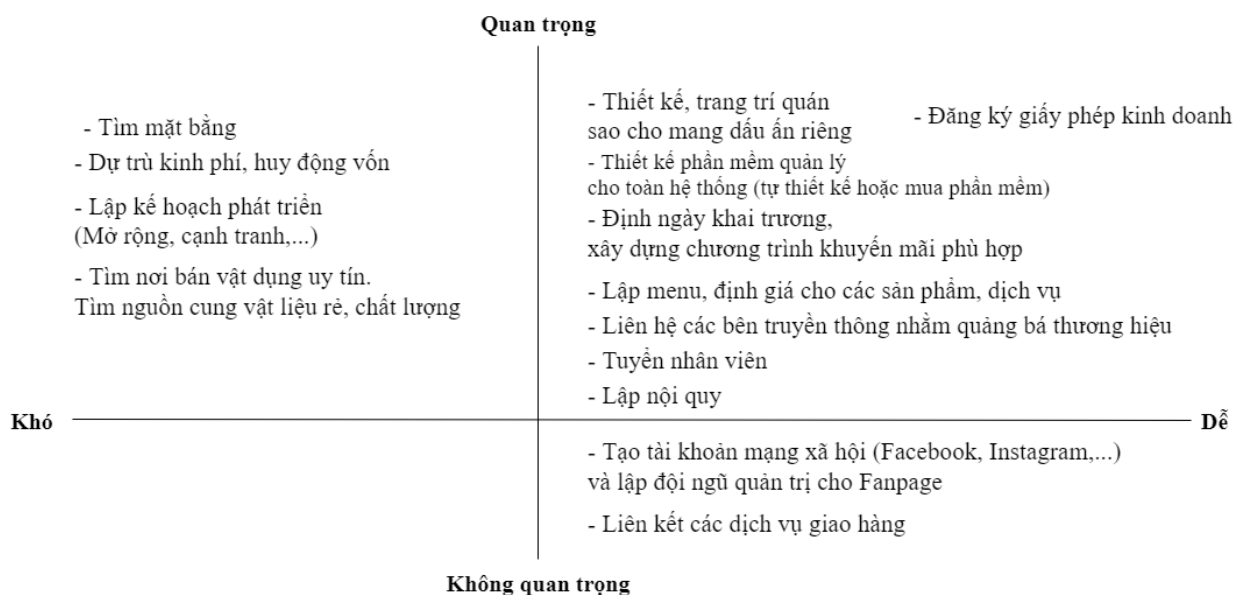 Quan trọng
- Tìm mặt bằng
- Dự trù kinh phí, huy động vốn
- Lập kế hoạch phát triển
(Mở rộng, cạnh tranh,...)
- Tìm nơi bán vật dụng uy tín.
Tìm nguồn cung vật liệu rẻ, chất lượng
- Thiết kế, trang trí quán
sao cho mang dấu ấn riêng
- Đăng ký giấy phép kinh doanh
- Thiết kế phần mềm quản lý
cho toàn hệ thống (tự thiết kế hoặc mua phần mềm)
- Định ngày khai trương,
xây dựng chương trình khuyến mãi phù hợp
- Lập menu, định giá cho các sản phẩm, dịch vụ
- Liên hệ các bên truyền thông nhằm quảng bá thương hiệu
- Tuyển nhân viên
- Lập nội quy
Khó
Dễ
- Tạo tài khoản mạng xã hội (Facebook, Instagram,...)
và lập đội ngũ quản trị cho Fanpage
- Liên kết các dịch vụ giao hàng
Không quan trọng